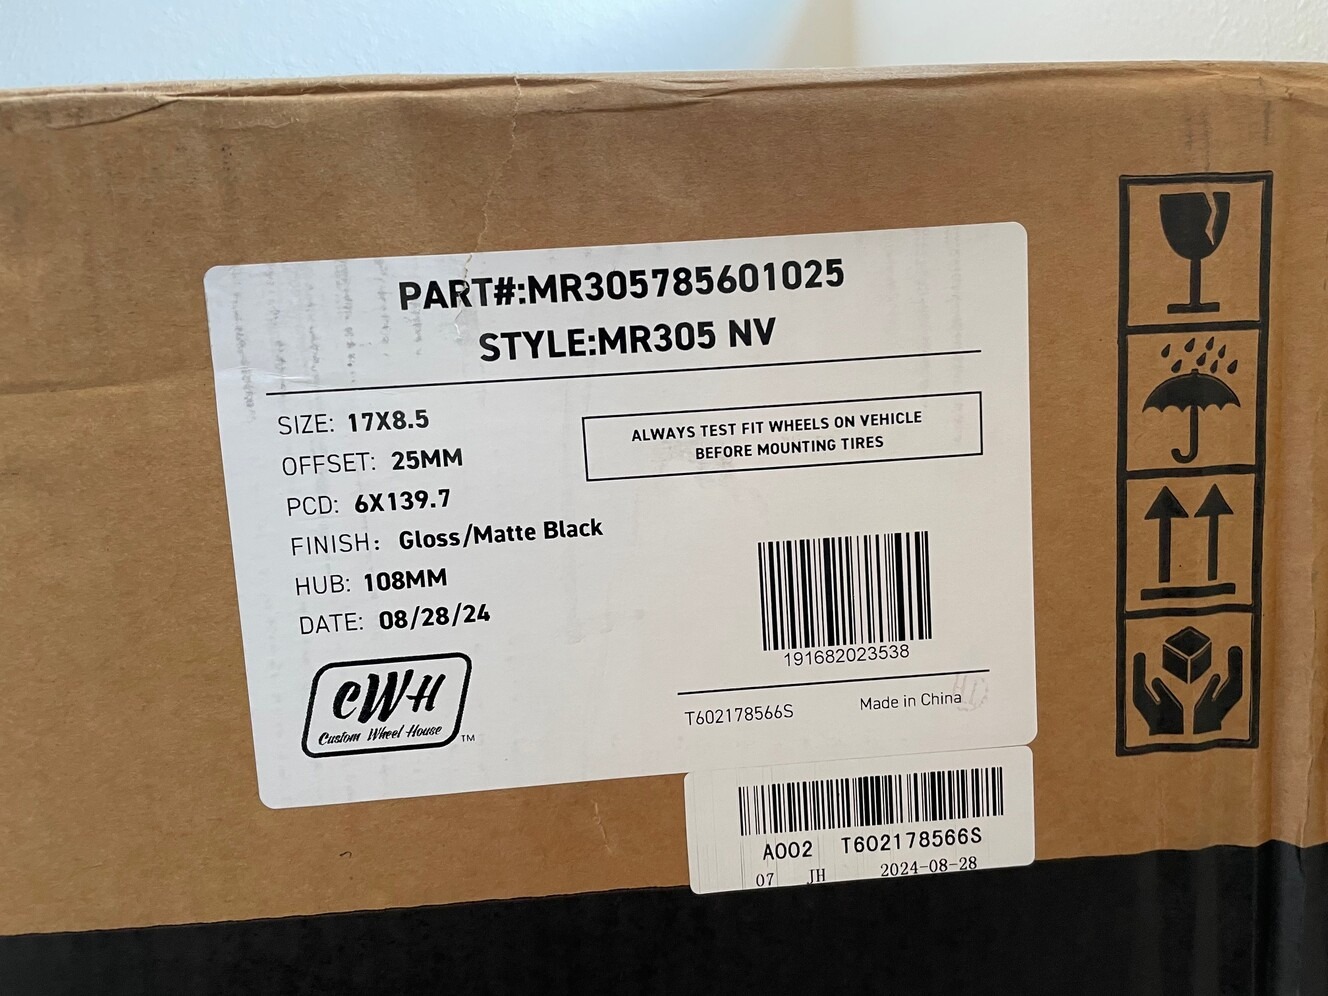 PART#:MR305785601025
STYLE:MR305 NV
SIZE: 17X8.5
OFFSET: 25MM
PCD: 6X139.7
FINISH: Gloss/Matte Black
HUB: 108MM
DATE: 08/28/24
ALWAYS TEST FIT WHEELS ON VEHICLE
BEFORE MOUNTING TIRES
191682023538
T602178566S Made in China
CWH
Custom Wheel House
TM
A002 T602178566S
07 JH 2024-08-28